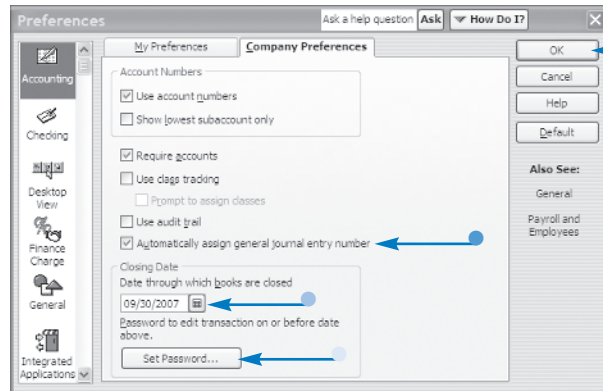 Preferences
Ask a help question Ask How Do I?
My Preferences Company Preferences
Accounting
Checking
Desktop
View
Finance
Charge
General
Integrated
Applications
Account Numbers
Use account numbers
Show lowest subaccount only
Require accounts
Use class tracking
Prompt to assign classes
Use audit trail
Automatically assign general journal entry number
Closing Date
Date through which books are closed
09/30/2007
Password to edit transaction on or before date
above.
Set Password...
OK
Cancel
Help
Default
Also See:
General
Payroll and
Employees